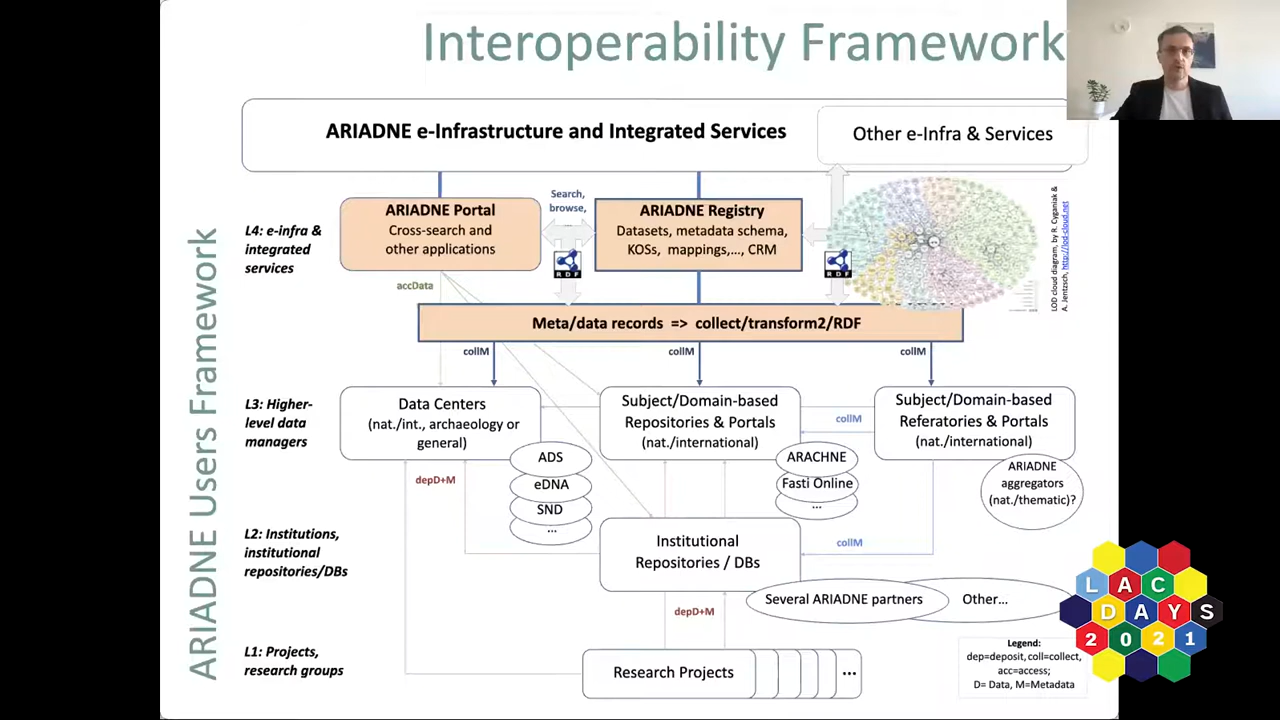 Interoperability Framework
ARIADNE Users Framework
ARIADNE e-Infrastructure and Integrated Services
Other e-Infra & Services
L4: e-infra &
integrated
services
ARIADNE Portal
Cross-search and
other applications
Search,
browse,
ARIADNE Registry
Datasets, metadata schema,
KOSs, mappings,..., CRM
RDF
RDF
LOD cloud diagram, by R. Cyganiak &
A. Jentzsch, http://lod-cloud.net
accData
Meta/data records => collect/transform2/RDF
collM
collM
collM
L3: Higher-
level data
managers
Data Centers
(nat./int., archaeology or
general)
Subject/Domain-based
Repositories & Portals
(nat./international)
collM
Subject/Domain-based
Referatories & Portals
(nat./international)
ADS
eDNA
SND
...
ARACHNE
Fasti Online
...
ARIADNE
aggregators
(nat./thematic)?
depD+M
L2: Institutions,
institutional
repositories/DBs
Institutional
Repositories / DBs
collM
Several ARIADNE partners
Other...
depD+M
L1: Projects,
research groups
Research Projects
...
Legend:
dep=deposit, coll=collect,
acc=access;
D= Data, M=Metadata
LAC
DAYS
2021